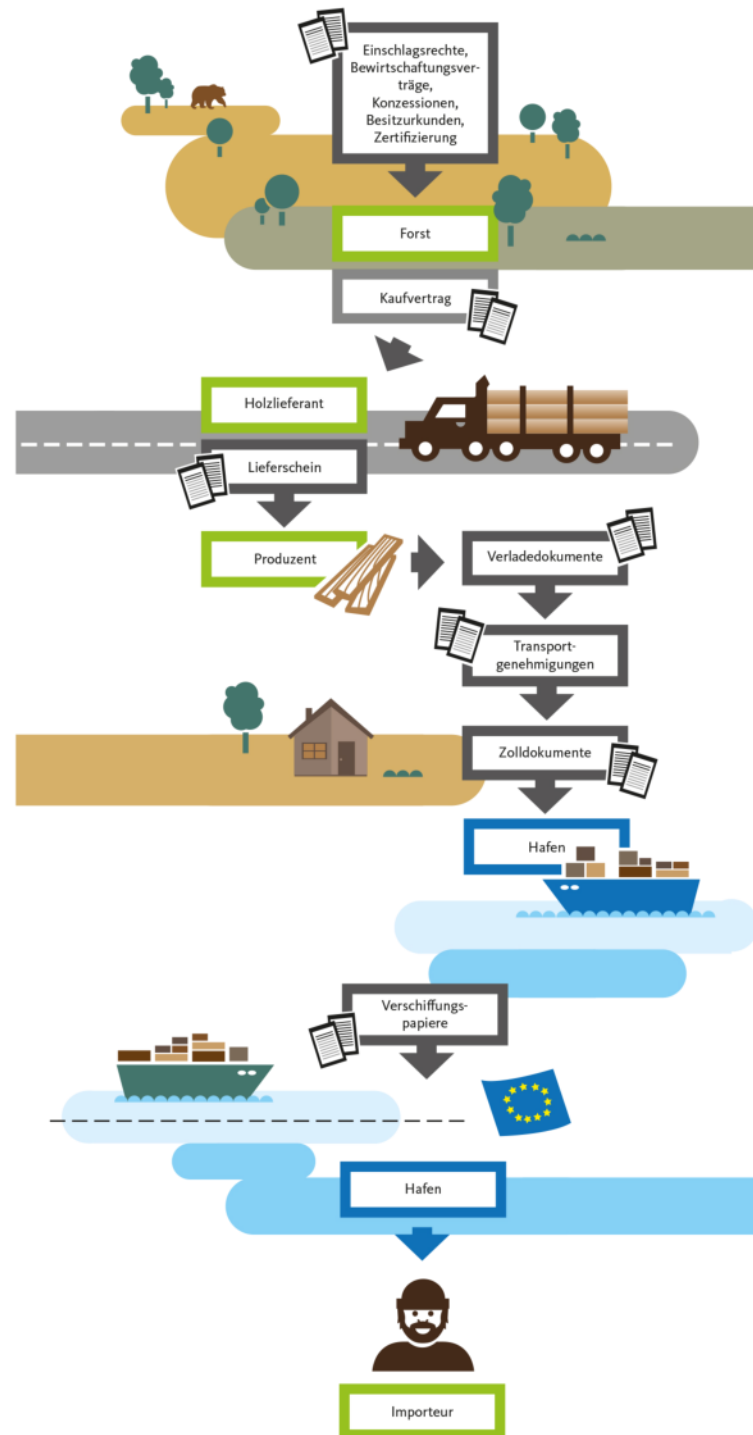 Einschlagsrechte,
Bewirtschaftungsver-
träge,
Konzessionen,
Besitzurkunden,
Zertifizierung
Forst
Kaufvertrag
Holzlieferant
Lieferschein
Produzent
Verladedokumente
Transport-
genehmigungen
Zolldokumente
Hafen
Verschiffungs-
papiere
Hafen
Importeur